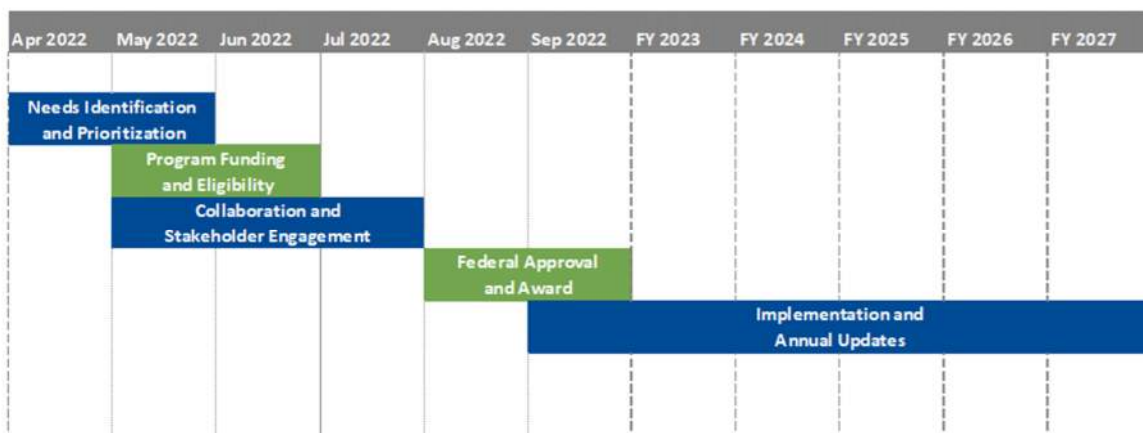 Apr 2022 May 2022 Jun 2022 Jul 2022 Aug 2022 Sep 2022 FY 2023 FY 2024 FY 2025 FY 2026 FY 2027
Needs Identification
and Prioritization
Program Funding
and Eligibility
Collaboration and
Stakeholder Engagement
Federal Approval
and Award
Implementation and
Annual Updates